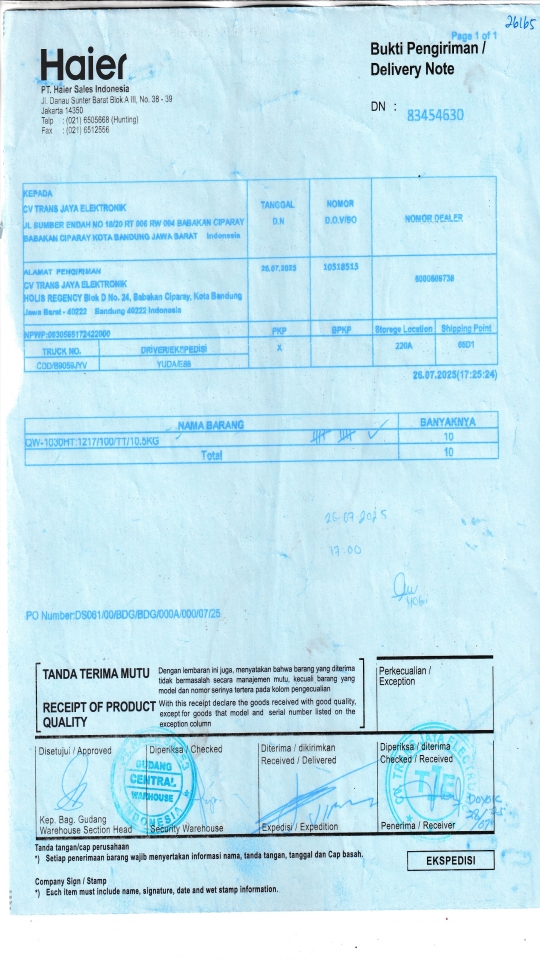 26165
Page 1 of 1
Haier
Bukti Pengiriman /
Delivery Note
PT. Haier Sales Indonesia
Jl. Danau Sunter Barat Blok A III, No. 38 - 39
Jakarta 14350
Telp : (021) 6505668 (Hunting)
Fax : (021) 6512556
DN : 83454630
KEPADA
CV TRANS JAYA ELEKTRONIK
JL SUMBER ENDAH NO 18/20 RT 006 RW 004 BABAKAN CIPARAY
BABAKAN CIPARAY KOTA BANDUNG JAWA BARAT Indonesia
TANGGAL
D.N
NOMOR
D.O.V/SO
NOMOR DEALER
ALAMAT PENGIRIMAN
CV TRANS JAYA ELEKTRONIK
HOLIS REGENCY Blok D No. 24, Babakan Ciparay, Kota Bandung
Jawa Barat - 40222 Bandung 40222 Indonesia
26.07.2025
10518515
6000609738
NPWP:0630565172422000
PKP
BPKP
Storege Location
Shipping Point
TRUCK NO.
DRIVER/EKSPEDISI
X
220A
CDD/B9059JYV
YUDA/E86
26.07.2025(17:25:24)
NAMA BARANG
BANYAKNYA
QW-1030HT:1217/100/TT/10.5KG
10
Total
10
26.07 2025
17:00
PO Number:DS061/00/BDG/BDG/000A/000/07/25
TANDA TERIMA MUTU
Dengan lembaran ini juga, menyatakan bahwa barang yang diterima
tidak bermasalah secara manajemen mutu, kecuali barang yang
model dan nomor serinya tertera pada kolom pengecualian
RECEIPT OF PRODUCT
QUALITY
With this receipt declare the goods received with good quality,
except for goods that model and serial number listed on the
exception column
Perkecualian /
Exception
Disetujui / Approved
Diperiksa / Checked
Diterima / dikirimkan
Received / Delivered
Diperiksa / diterima
Checked / Received
GUDANG
CENTRAL
WAREHOUSE
INDONESIA
Kep. Bag. Gudang
Warehouse Section Head
Security Warehouse
Expedisi / Expedition
Penerima / Receiver
Tanda tangan/cap perusahaan
*) Setiap penerimaan barang wajib menyertakan informasi nama, tanda tangan, tanggal dan Cap basah.
EKSPEDISI
Company Sign / Stamp
*) Each item must include name, signature, date and wet stamp information.